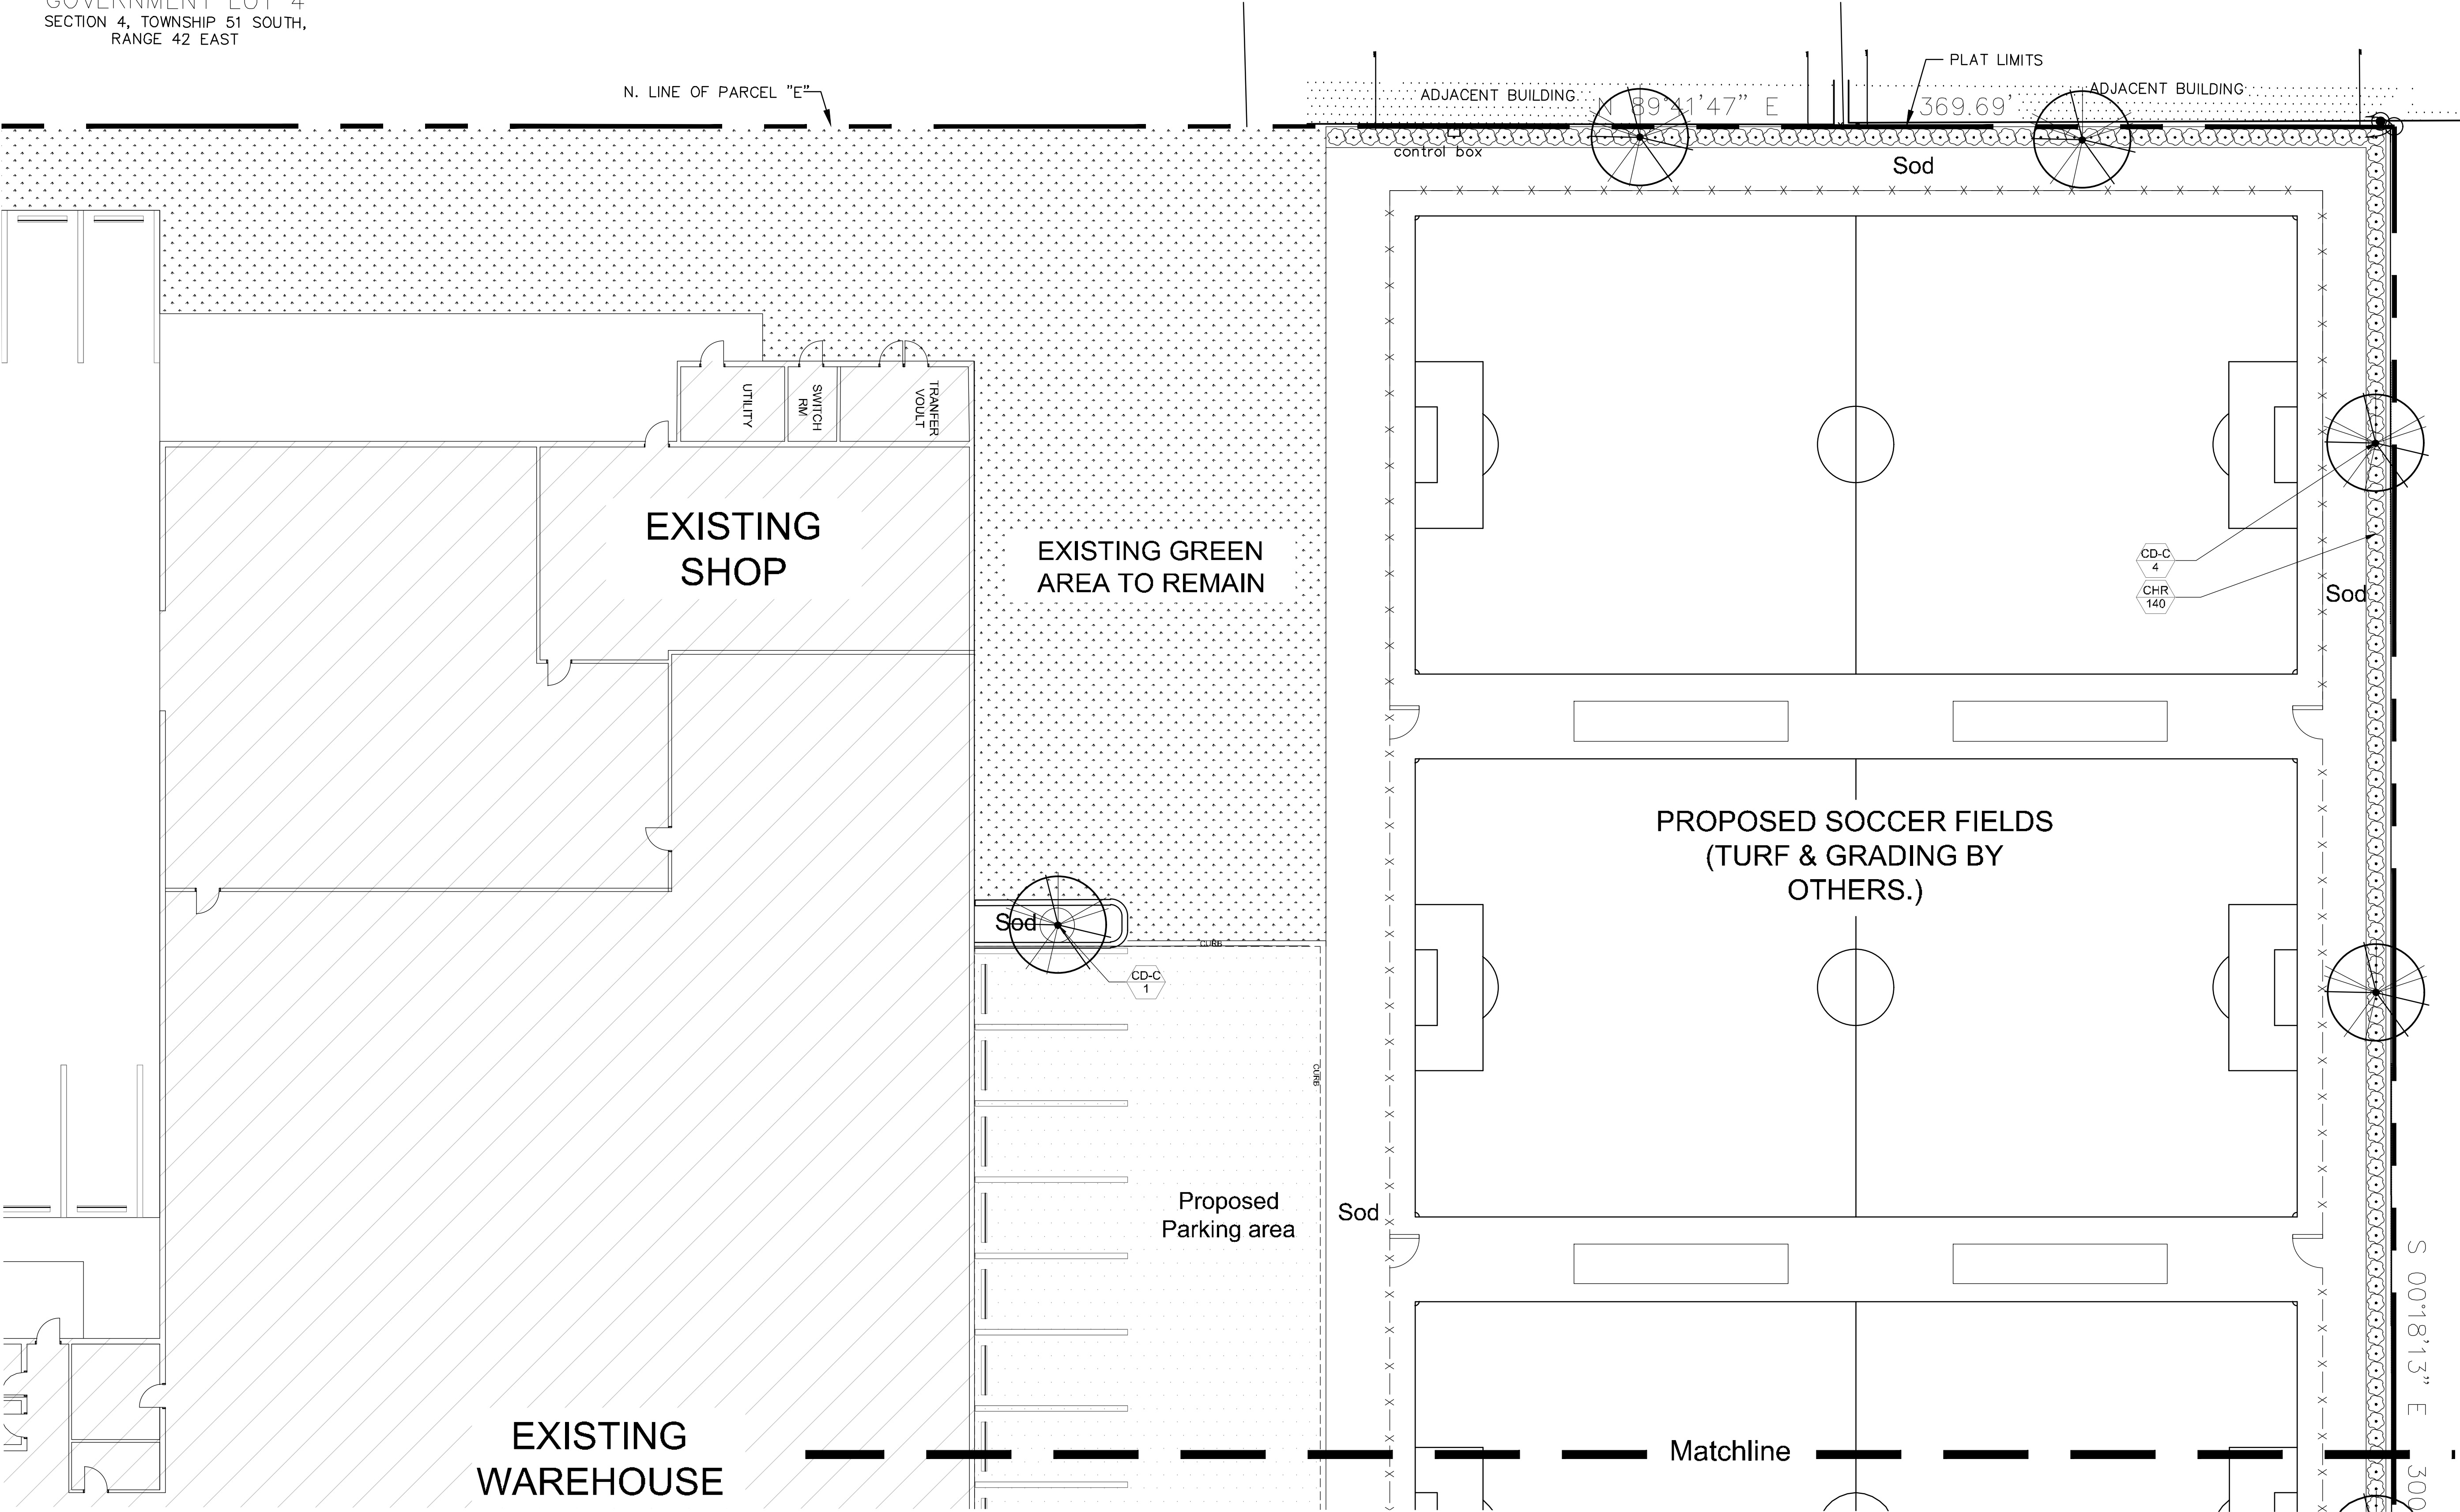 GOVERNMENT LOT 4
SECTION 4, TOWNSHIP 51 SOUTH,
RANGE 42 EAST
N. LINE OF PARCEL "E"
PLAT LIMITS
ADJACENT BUILDING
ADJACENT BUILDING
N 89°41'47" E
369.69'
control box
Sod
UTILITY
SWITCH
RM
TRANFER
VOULT
EXISTING
SHOP
EXISTING GREEN
AREA TO REMAIN
CD-C
4
CHR
140
Sod
PROPOSED SOCCER FIELDS
(TURF & GRADING BY
OTHERS.)
Sod
CURB
CD-C
1
CURB
Proposed
Parking area
Sod
S 00°18'13" E
300
EXISTING
WAREHOUSE
Matchline